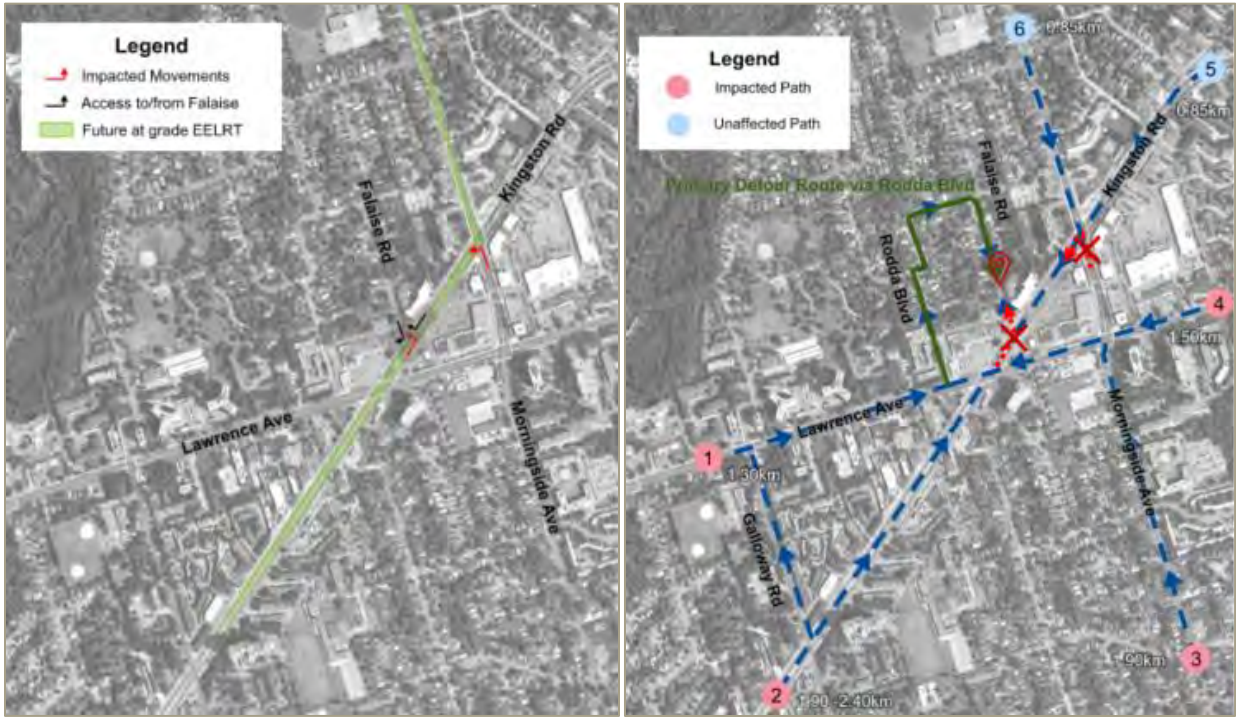 Legend
Impacted Movements
Access to/from Falaise
Future at grade EELRT
Kingston Rd
Falaise Rd
Lawrence Ave
Morningside Ave
Legend
Impacted Path
Unaffected Path
6
0.85km
5
0.85km
Kingston Rd
Falaise Rd
Primary Detour Route via Rodda Blvd
Rodda Blvd
4
1.50km
Lawrence Ave
1
1.30km
Morningside Ave
Galloway Rd
3
.90km
2
1.90 -2.40km